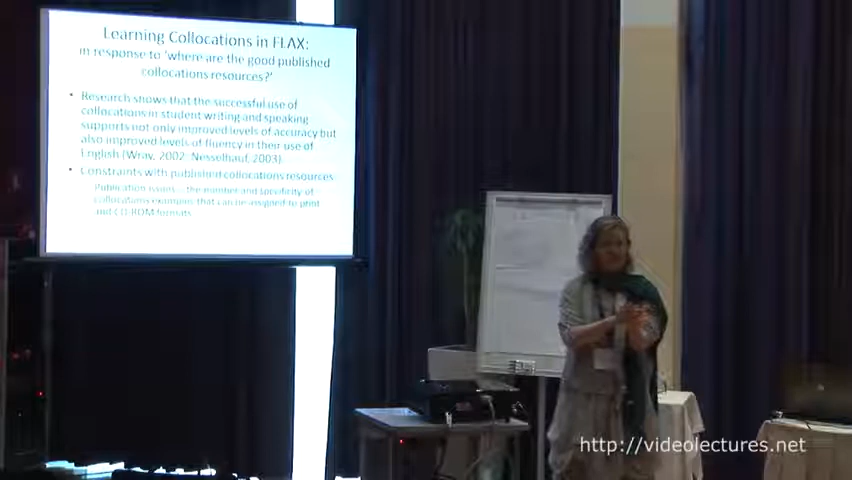 Learning Collocations in FLAX:
in response to 'where are the good published
collocations resources?'
• Research shows that the successful use of
collocations in student writing and speaking
supports not only improved levels of accuracy but
also improved levels of fluency in their use of
English (Wray, 2002; Nesselhauf, 2003).
• Constraints with published collocations resources:
Publication issues – the number and specificity of
collocations examples that can be assigned to print
and CD-ROM formats
http://videolectures.net